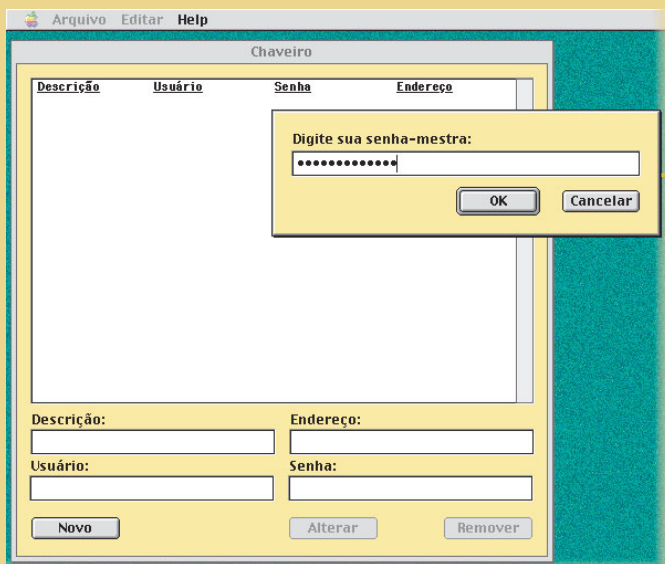 Arquivo Editar Help
Chaveiro
Descrição Usuário Senha Endereço
Digite sua senha-mestra:
•••••••••••••
OK Cancelar
Descrição: Endereço:
Usuário: Senha:
Novo Alterar Remover